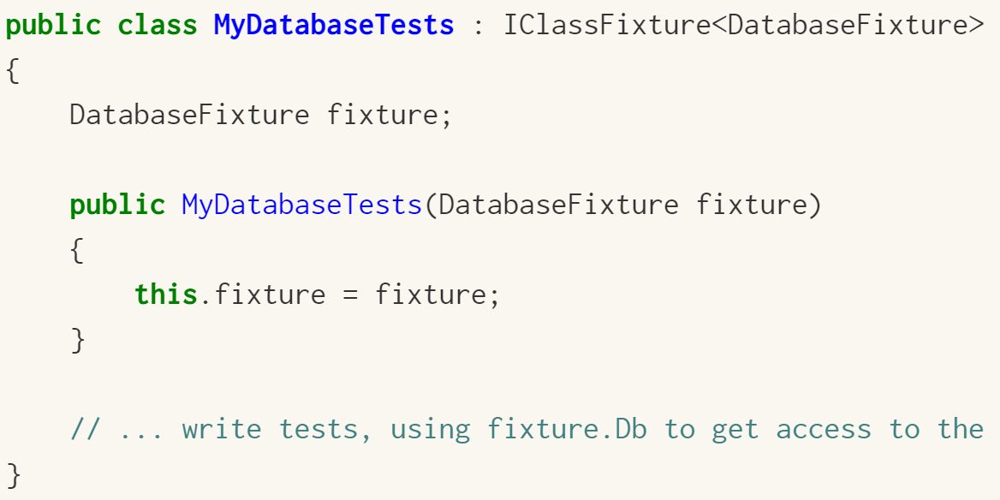 public class MyDatabaseTests : IClassFixture<DatabaseFixture>
{
    DatabaseFixture fixture;

    public MyDatabaseTests(DatabaseFixture fixture)
    {
        this.fixture = fixture;
    }

    // ... write tests, using fixture.Db to get access to the
}